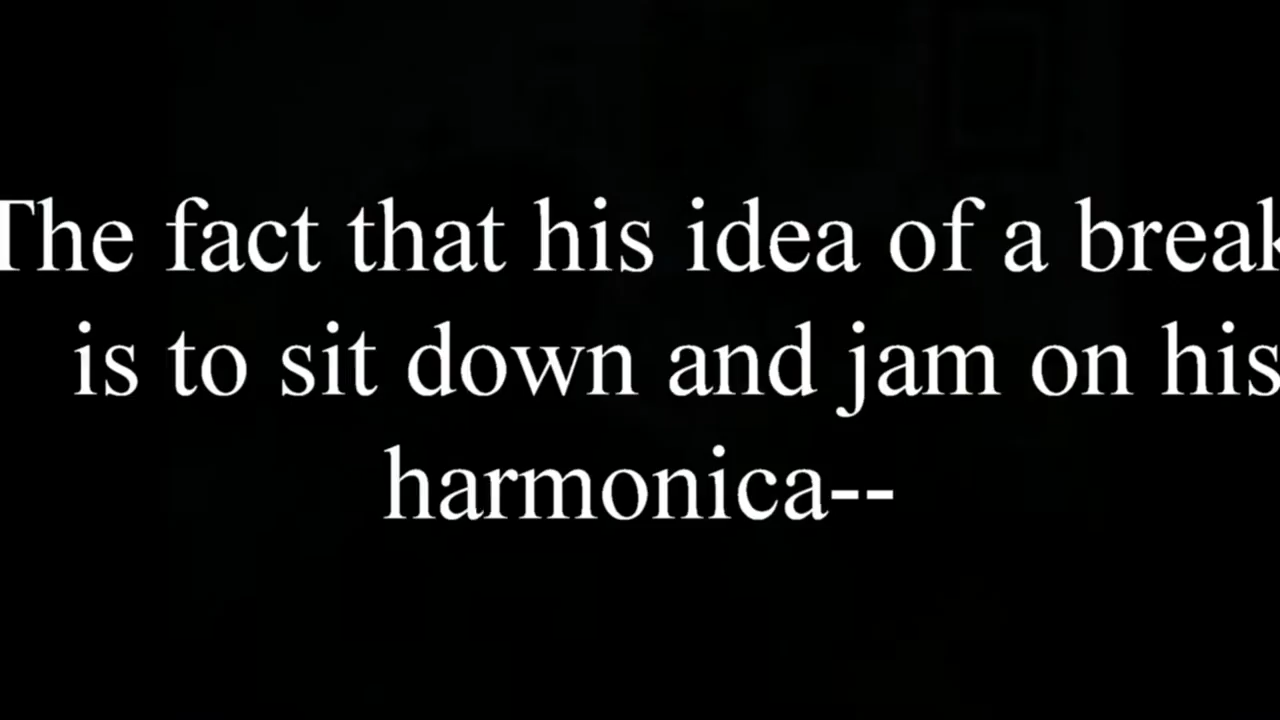 The fact that his idea of a break
is to sit down and jam on his
harmonica--